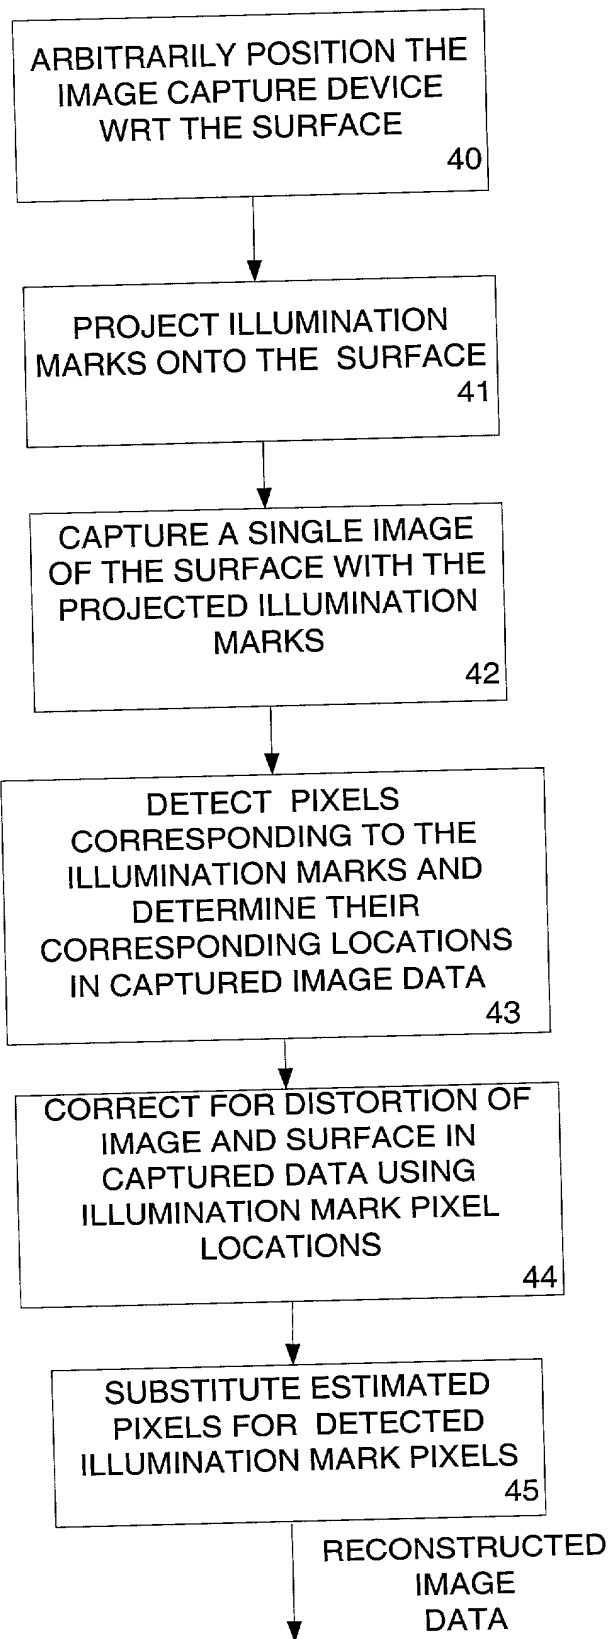 ARBITRARILY POSITION THE
IMAGE CAPTURE DEVICE
WRT THE SURFACE
40
PROJECT ILLUMINATION
MARKS ONTO THE SURFACE
41
CAPTURE A SINGLE IMAGE
OF THE SURFACE WITH THE
PROJECTED ILLUMINATION
MARKS
42
DETECT PIXELS
CORRESPONDING TO THE
ILLUMINATION MARKS AND
DETERMINE THEIR
CORRESPONDING LOCATIONS
IN CAPTURED IMAGE DATA
43
CORRECT FOR DISTORTION OF
IMAGE AND SURFACE IN
CAPTURED DATA USING
ILLUMINATION MARK PIXEL
LOCATIONS
44
SUBSTITUTE ESTIMATED
PIXELS FOR DETECTED
ILLUMINATION MARK PIXELS
45
RECONSTRUCTED
IMAGE
DATA